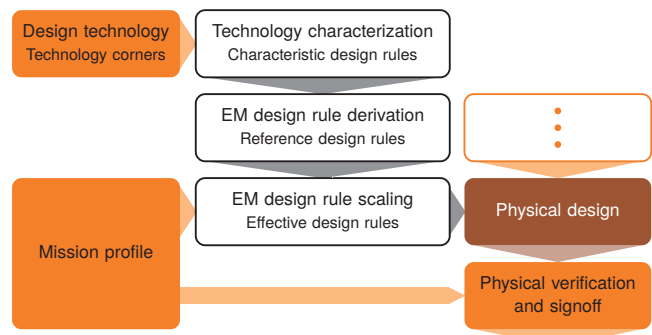 Design technology
Technology corners
Technology characterization
Characteristic design rules
EM design rule derivation
Reference design rules
Mission profile
EM design rule scaling
Effective design rules
Physical design
Physical verification
and signoff